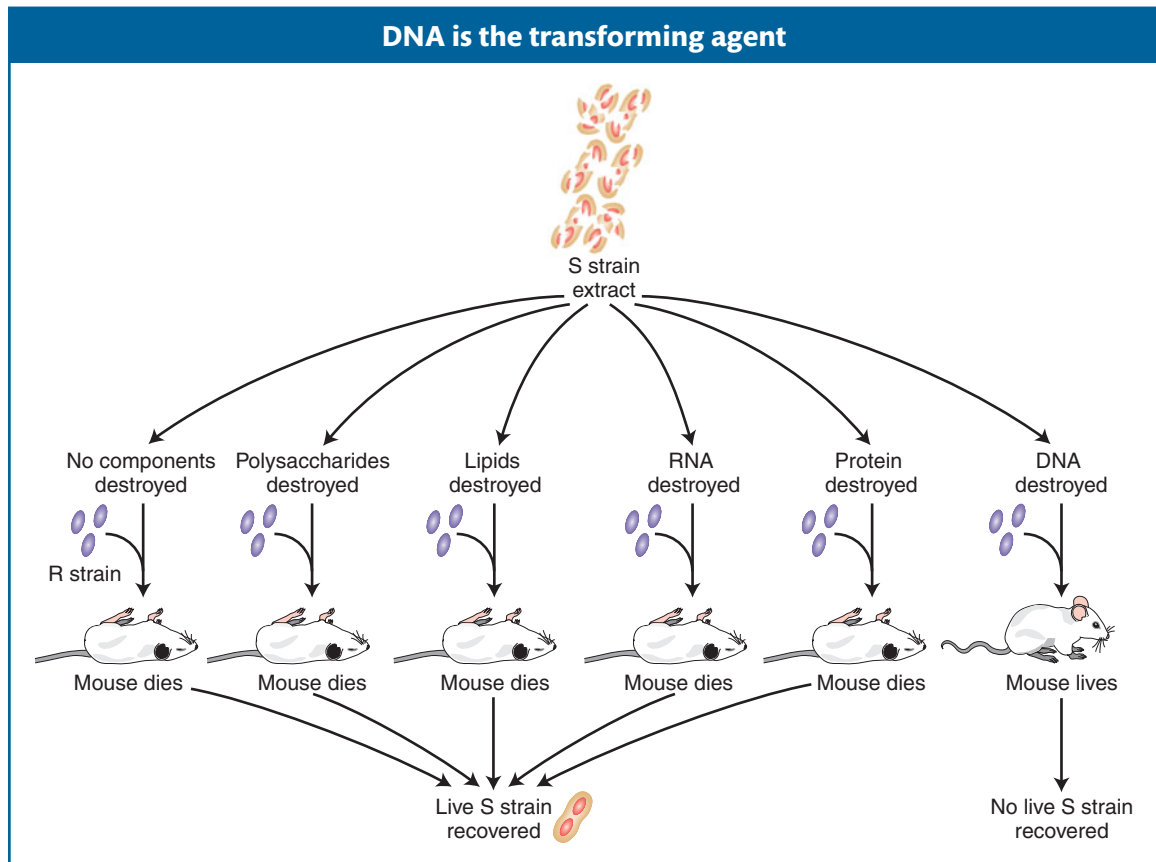 DNA is the transforming agent
S strain
extract
No components
destroyed
Polysaccharides
destroyed
Lipids
destroyed
RNA
destroyed
Protein
destroyed
DNA
destroyed
R strain
Mouse dies
Mouse dies
Mouse dies
Mouse dies
Mouse dies
Mouse lives
Live S strain
recovered
No live S strain
recovered